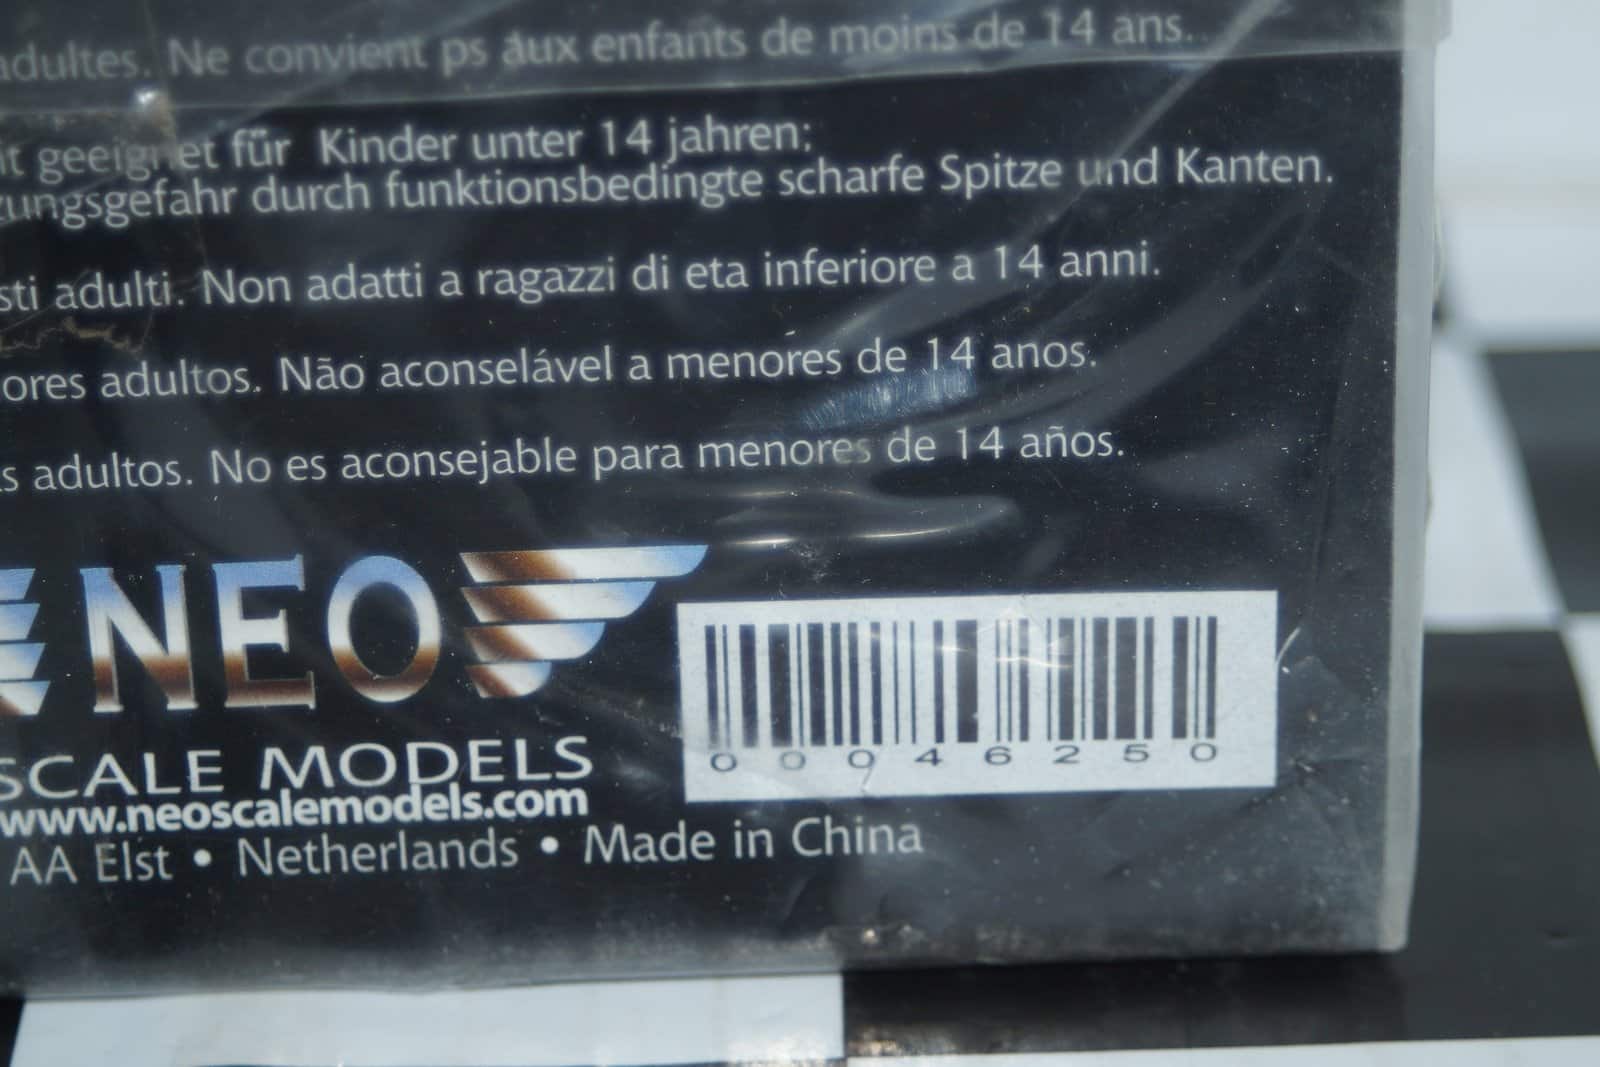 adultes. Ne convient ps aux enfants de moins de 14 ans.
geeignet für Kinder unter 14 jahren:
zungsgefahr durch funktionsbedingte scharfe Spitze und Kanten.
sti adulti. Non adatti a ragazzi di eta inferiore a 14 anni.
ores adultos. Não aconselável a menores de 14 anos.
s adultos. No es aconsejable para menores de 14 años.
NEO
SCALE MODELS
00046250
www.neoscalemodels.com
AA Elst • Netherlands • Made in China